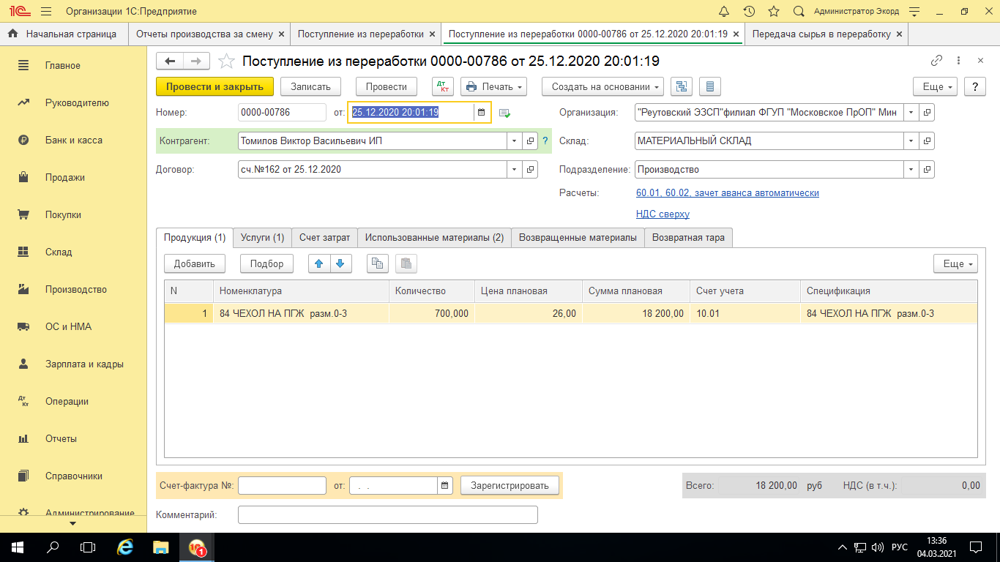 1С Организации 1С:Предприятие Администратор Экорд
Начальная страница Отчеты производства за смену × Поступление из переработки × Поступление из переработки 0000-00786 от 25.12.2020 20:01:19 × Передача сырья в переработку ×
Главное
Руководителю
Банк и касса
Продажи
Покупки
Склад
Производство
ОС и НМА
Зарплата и кадры
Дт Кт Операции
Отчеты
Справочники
Администрирование
Поступление из переработки 0000-00786 от 25.12.2020 20:01:19
Провести и закрыть Записать Провести Дт Кт Печать Создать на основании Еще ?
Номер: 0000-00786 от: 25.12.2020 20:01:19 Организация: "Реутовский ЭЗСП"филиал ФГУП "Московское ПрОП" Мин
Контрагент: Томилов Виктор Васильевич ИП ? Склад: МАТЕРИАЛЬНЫЙ СКЛАД
Договор: сч.№162 от 25.12.2020 Подразделение: Производство
Расчеты: 60.01, 60.02, зачет аванса автоматически
НДС сверху
Продукция (1) Услуги (1) Счет затрат Использованные материалы (2) Возвращенные материалы Возвратная тара
Добавить Подбор Еще
N Номенклатура Количество Цена плановая Сумма плановая Счет учета Спецификация
1 84 ЧЕХОЛ НА ПГЖ разм.0-3 700,000 26,00 18 200,00 10.01 84 ЧЕХОЛ НА ПГЖ разм.0-3
Счет-фактура №: от: . . Зарегистрировать Всего: 18 200,00 руб НДС (в т.ч.): 0,00
Комментарий:
1С 1 РУС 13:36
04.03.2021